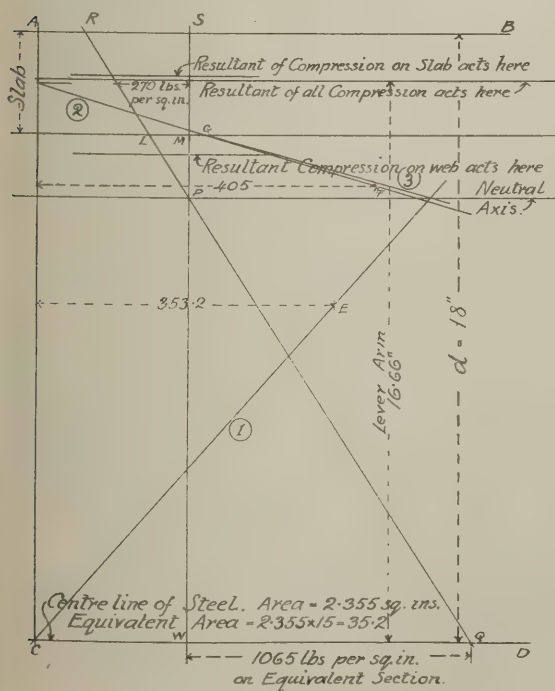 A R S B
Resultant of Compression on Slab acts here
270 lbs.
per sq.in.
Resultant of all Compression acts here
Slab
2
L M G
Resultant Compression on web acts here
405
3
Neutral
Axis.
P
353.2
E
Lever Arm
16.66"
d = 18"
1
Centre line of Steel. Area = 2.355 sq. ins.
Equivalent Area = 2.355×15=35.2
C W Q D
1065 lbs per sq.in.
on Equivalent Section.